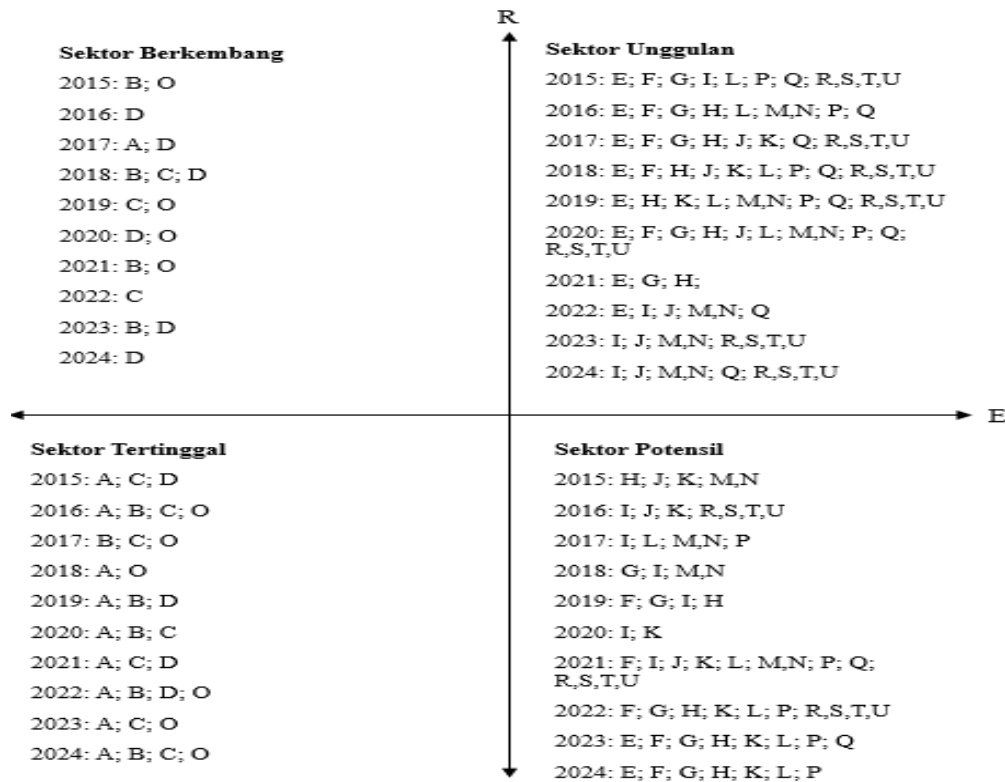 R
Sektor Berkembang
2015: B; O
2016: D
2017: A; D
2018: B; C; D
2019: C; O
2020: D; O
2021: B; O
2022: C
2023: B; D
2024: D
Sektor Unggulan
2015: E; F; G; I; L; P; Q; R,S,T,U
2016: E; F; G; H; L; M,N; P; Q
2017: E; F; G; H; J; K; Q; R,S,T,U
2018: E; F; H; J; K; L; P; Q; R,S,T,U
2019: E; H; K; L; M,N; P; Q; R,S,T,U
2020: E; F; G; H; J; L; M,N; P; Q;
R,S,T,U
2021: E; G; H;
2022: E; I; J; M,N; Q
2023: I; J; M,N; R,S,T,U
2024: I; J; M,N; Q; R,S,T,U
E
Sektor Tertinggal
2015: A; C; D
2016: A; B; C; O
2017: B; C; O
2018: A; O
2019: A; B; D
2020: A; B; C
2021: A; C; D
2022: A; B; D; O
2023: A; C; O
2024: A; B; C; O
Sektor Potensil
2015: H; J; K; M,N
2016: I; J; K; R,S,T,U
2017: I; L; M,N; P
2018: G; I; M,N
2019: F; G; I; H
2020: I; K
2021: F; I; J; K; L; M,N; P; Q;
R,S,T,U
2022: F; G; H; K; L; P; R,S,T,U
2023: E; F; G; H; K; L; P; Q
2024: E; F; G; H; K; L; P